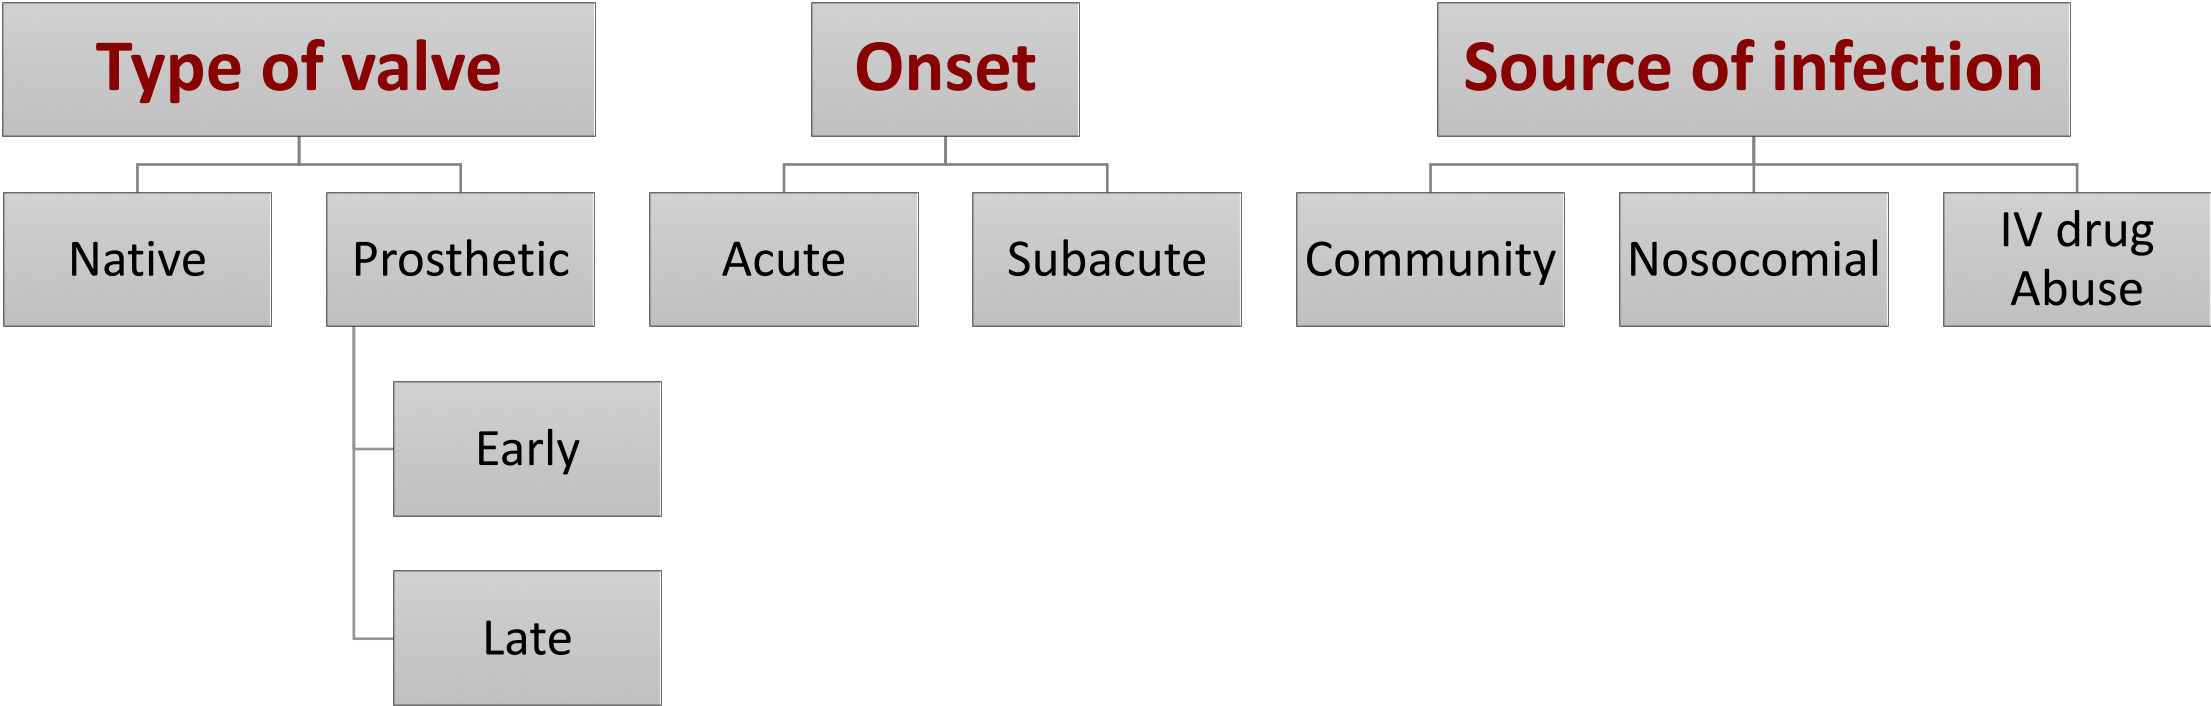 Type of valve
Onset
Source of infection
Native
Prosthetic
Acute
Subacute
Community
Nosocomial
IV drug
Abuse
Early
Late